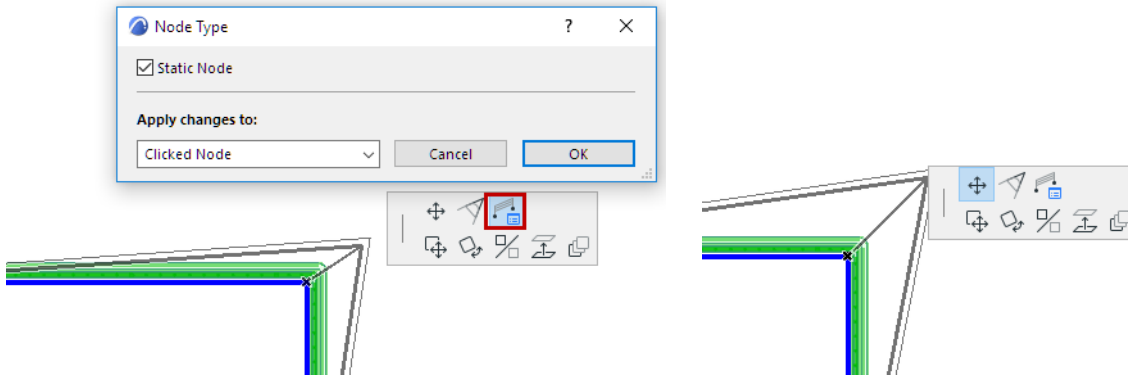 Node Type
Static Node
Apply changes to:
Clicked Node
Cancel
OK